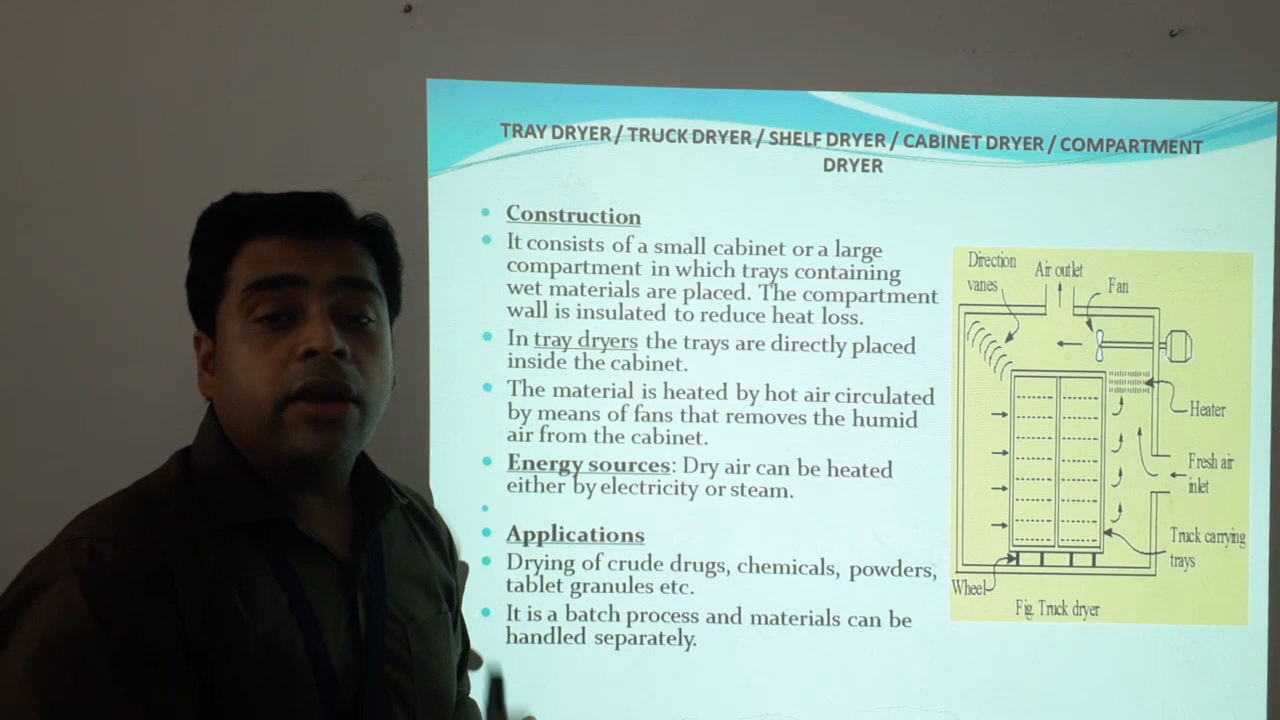 TRAY DRYER / TRUCK DRYER / SHELF DRYER / CABINET DRYER / COMPARTMENT
DRYER
Construction
It consists of a small cabinet or a large
compartment in which trays containing
wet materials are placed. The compartment
wall is insulated to reduce heat loss.
In tray dryers the trays are directly placed
inside the cabinet.
The material is heated by hot air circulated
by means of fans that removes the humid
air from the cabinet.
Energy sources: Dry air can be heated
either by electricity or steam.
Applications
Drying of crude drugs, chemicals, powders,
tablet granules etc.
It is a batch process and materials can be
handled separately.
Direction
vanes
Air outlet
Fan
Heater
Fresh air
inlet
Truck carrying
trays
Wheel
Fig. Truck dryer